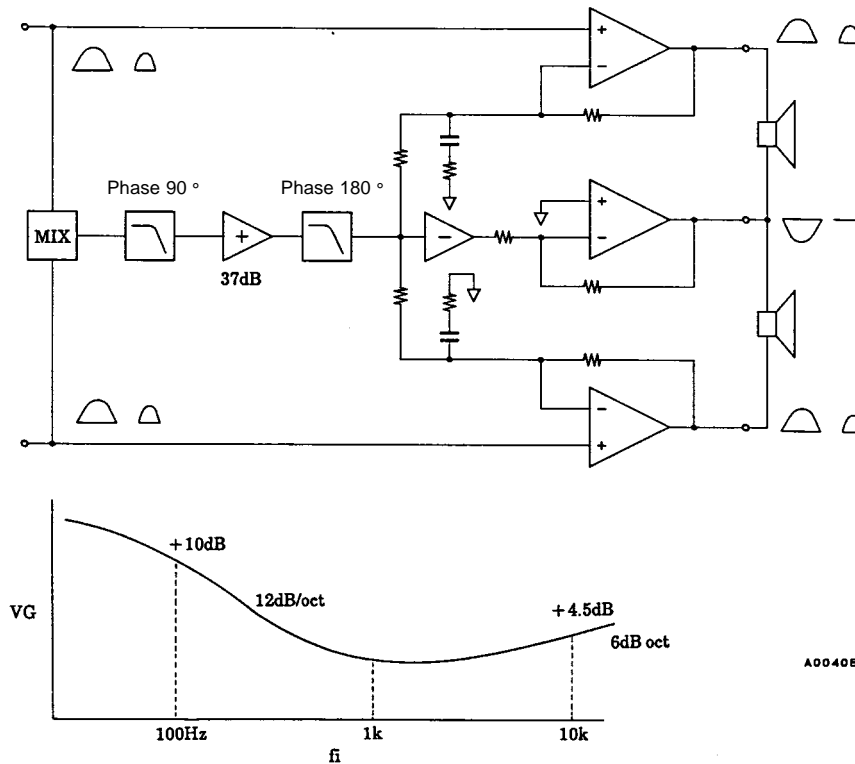 +
−
Phase 90 °
Phase 180 °
MIX
+
−
+
−
37dB
−
+
+10dB
12dB/oct
+4.5dB
VG
6dB oct
100Hz
1k
10k
fi